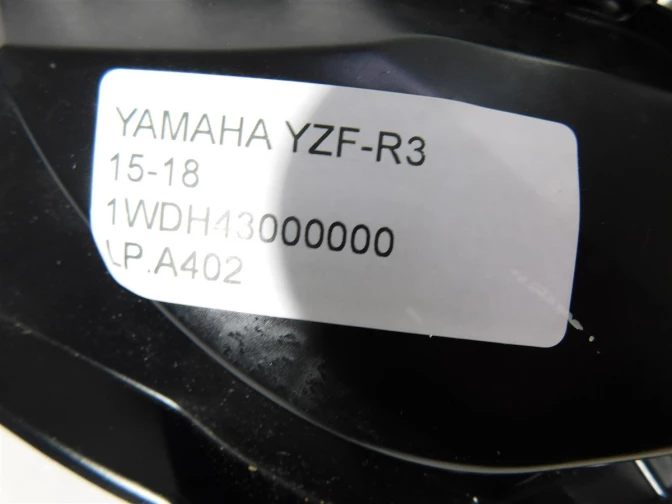 YAMAHA YZF-R3
15-18
1WDH43000000
LP.A402